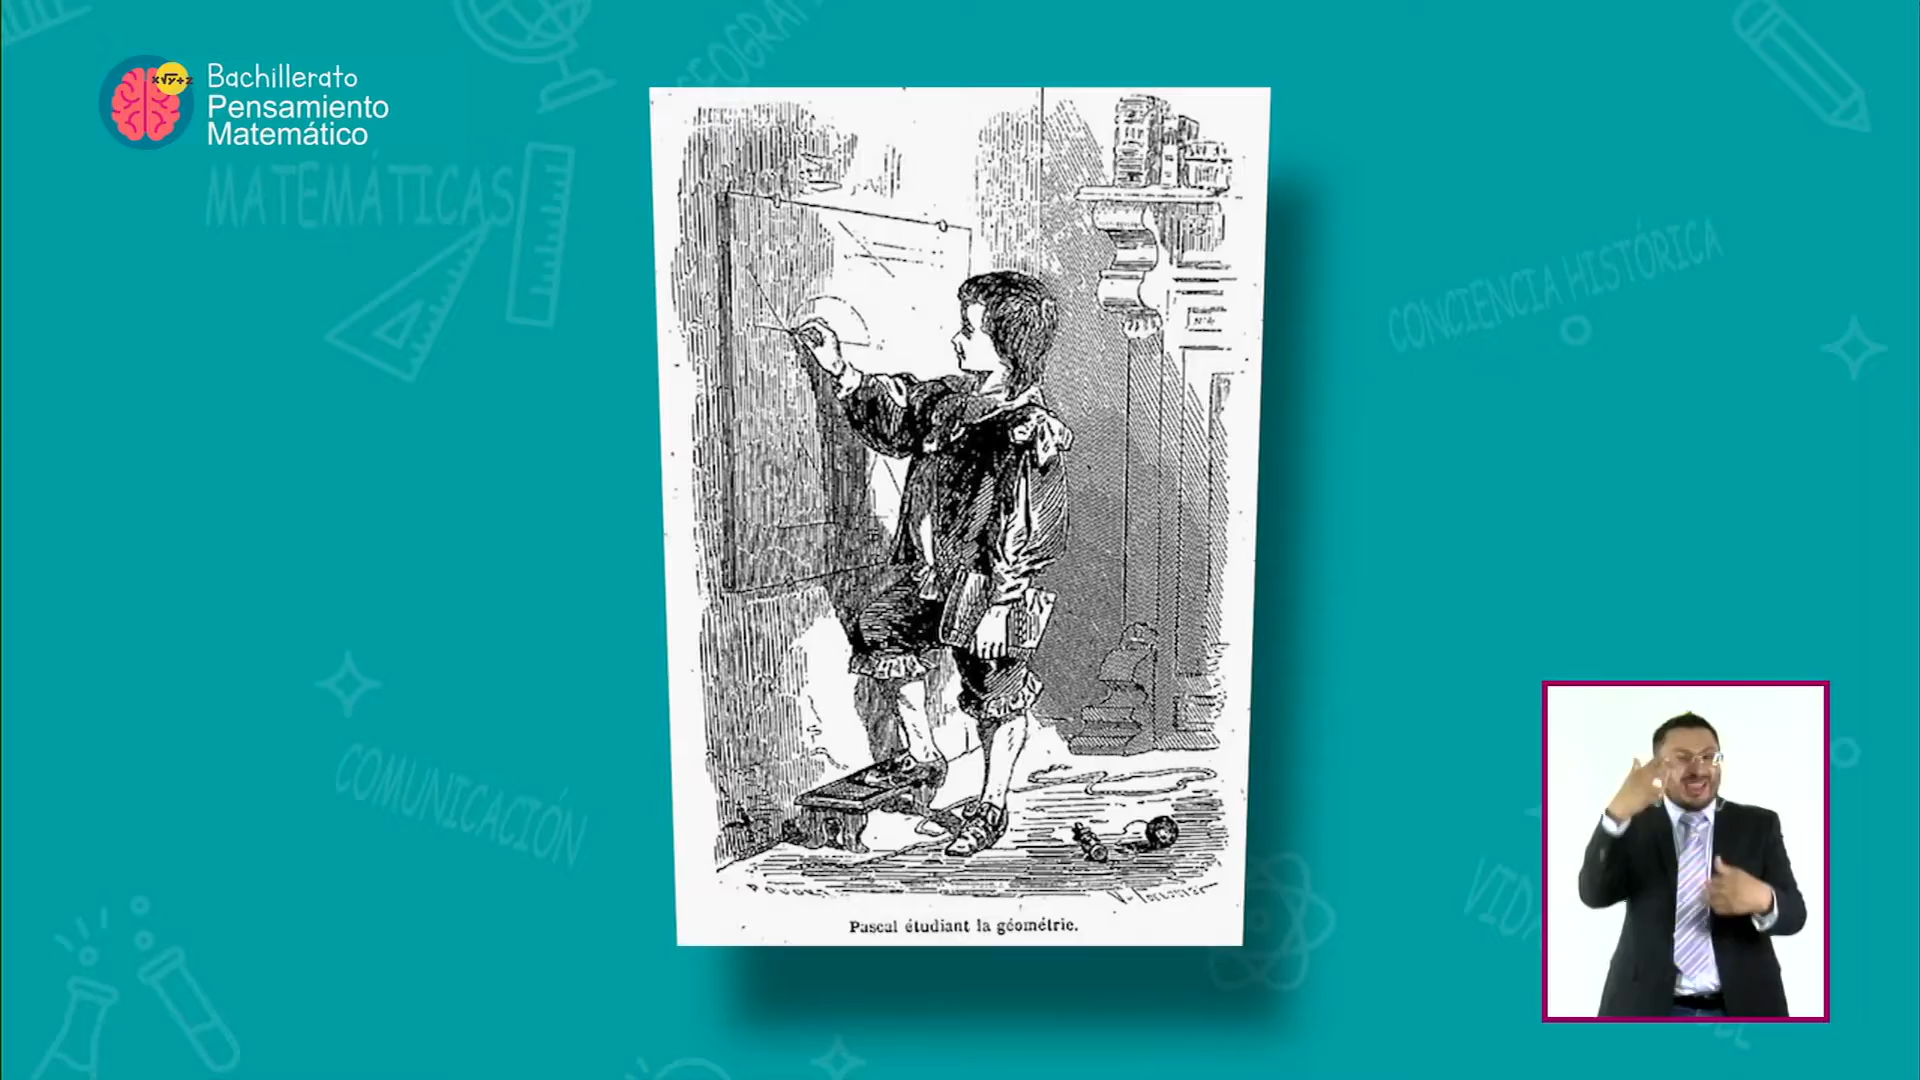 x√y÷z
Bachillerato
Pensamiento
Matemático
MATEMÁTICAS
CONCIENCIA HISTÓRICA
COMUNICACIÓN
Pascal étudiant la géométrie.